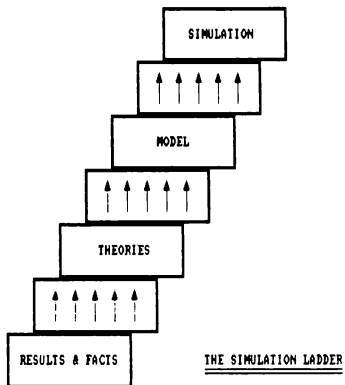 SIMULATION
MODEL
THEORIES
RESULTS & FACTS
THE SIMULATION LADDER